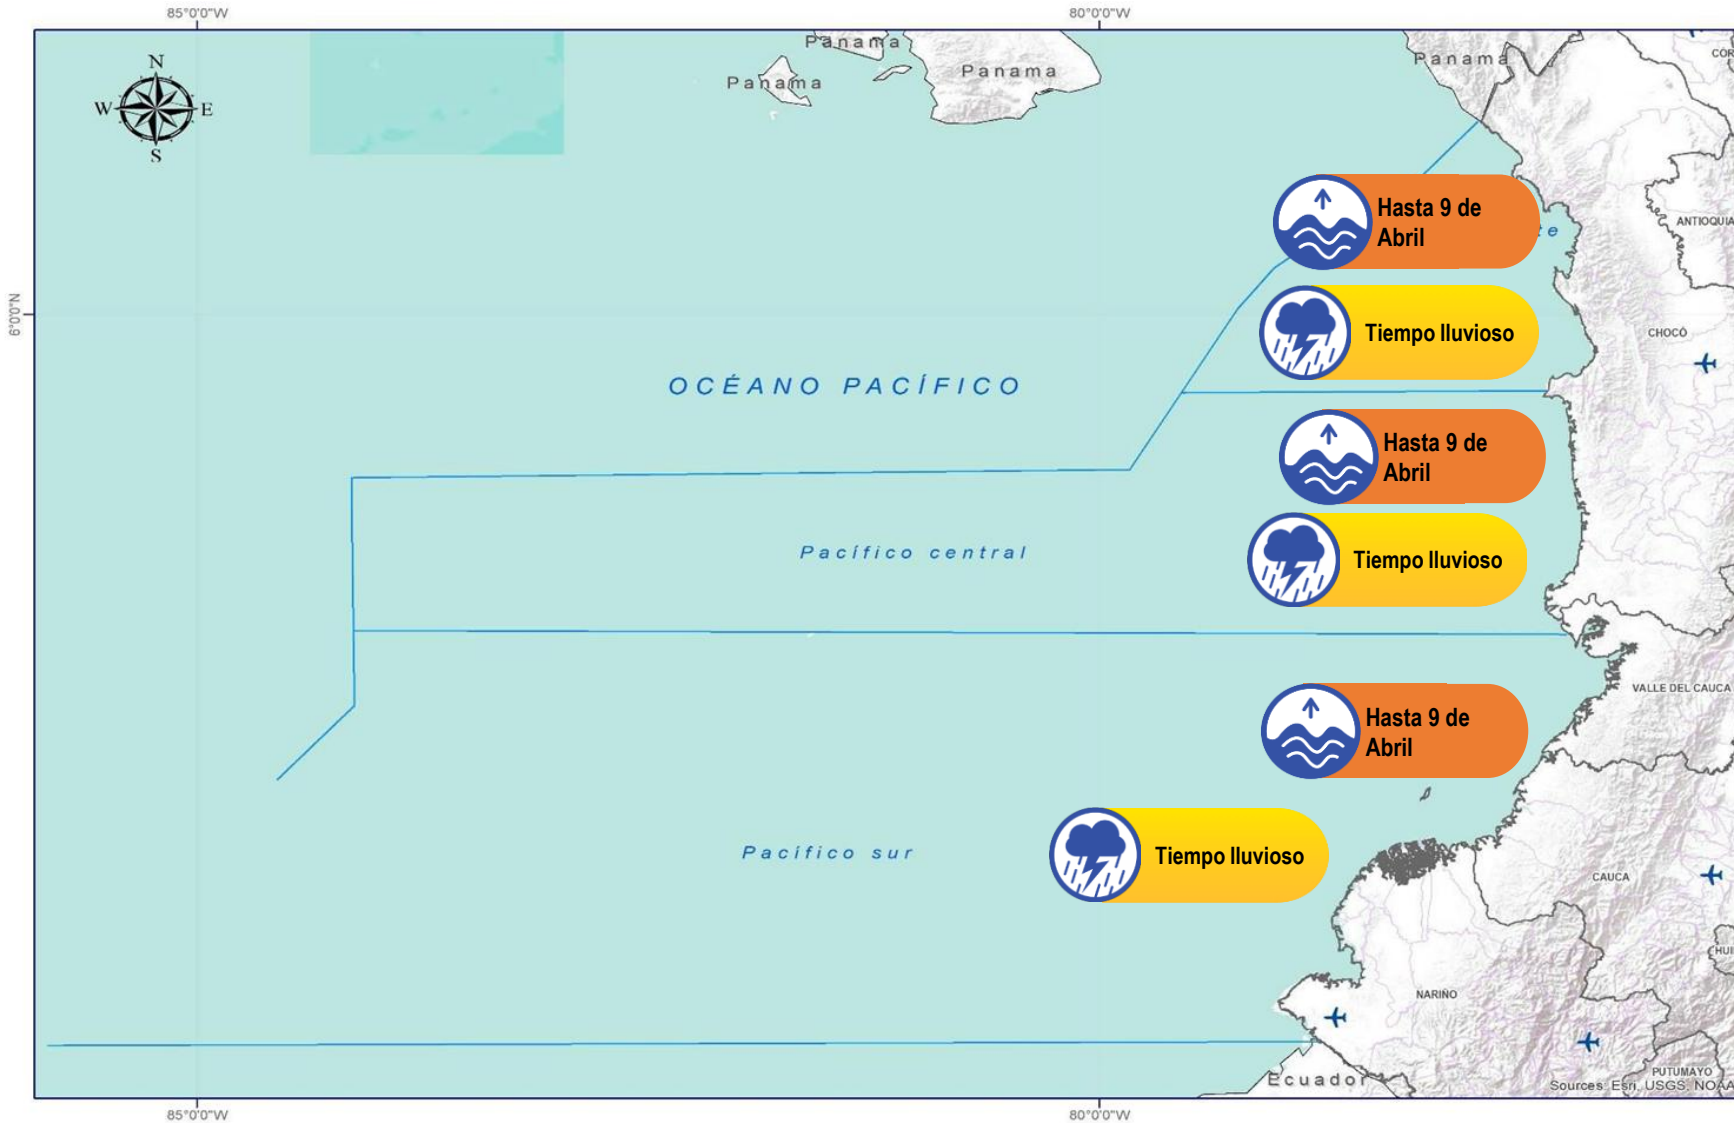 85°0'0"W
80°0'0"W
Panama
Panama
Panama
Panama
N
W
E
S
ANTIOQUIA
Hasta 9 de
Abril
te
6°0'0"N
Tiempo lluvioso
CHOCÓ
OCÉANO PACÍFICO
Hasta 9 de
Abril
Pacífico central
Tiempo lluvioso
VALLE DEL CAUCA
Hasta 9 de
Abril
Pacífico sur
Tiempo lluvioso
CAUCA
HUI
NARIÑO
PUTUMAYO
Ecuador
Sources: Esri, USGS, NOAA
85°0'0"W
80°0'0"W